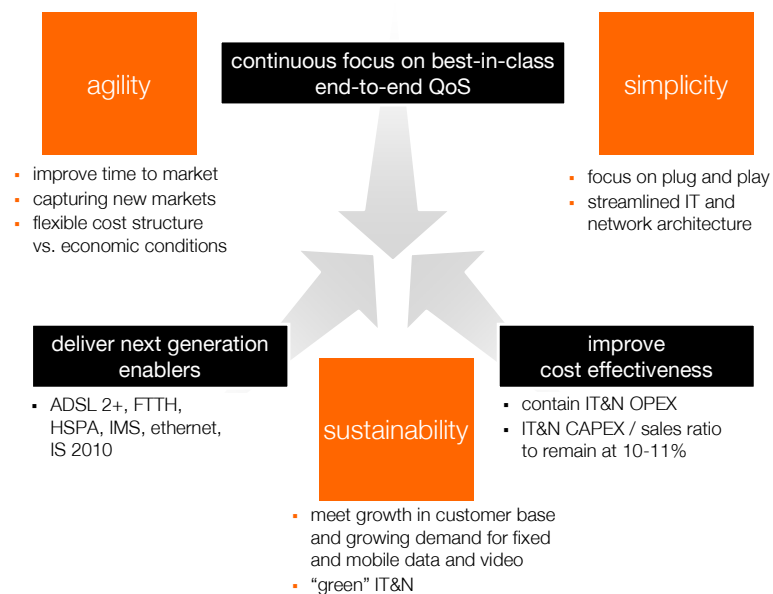 agility
continuous focus on best-in-class
end-to-end QoS
simplicity
▪ improve time to market
▪ capturing new markets
▪ flexible cost structure
vs. economic conditions
▪ focus on plug and play
▪ streamlined IT and
network architecture
deliver next generation
enablers
▪ ADSL 2+, FTTH,
HSPA, IMS, ethernet,
IS 2010
improve
cost effectiveness
▪ contain IT&N OPEX
▪ IT&N CAPEX / sales ratio
to remain at 10-11%
sustainability
▪ meet growth in customer base
and growing demand for fixed
and mobile data and video
▪ “green” IT&N